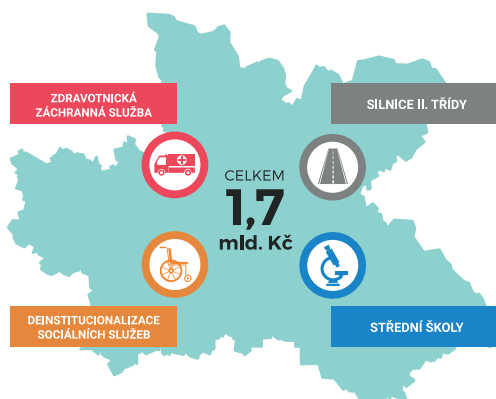 ZDRAVOTNICKÁ
ZÁCHRANNÁ SLUŽBA
SILNICE II. TŘÍDY
CELKEM
1,7
mld. Kč
DEINSTITUCIONALIZACE
SOCIÁLNÍCH SLUŽEB
STŘEDNÍ ŠKOLY